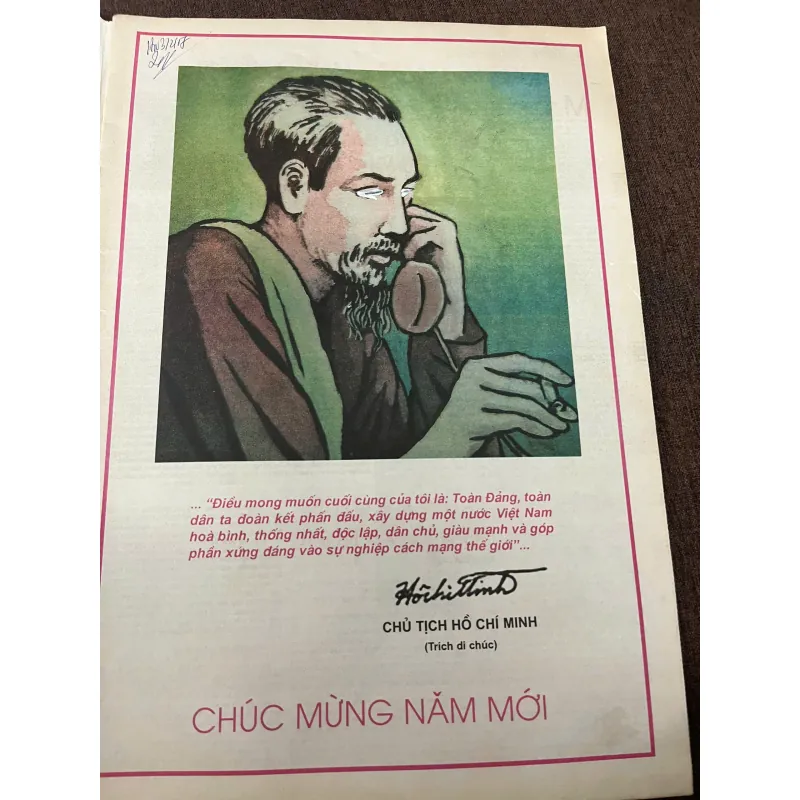 ... "Điều mong muốn cuối cùng của tôi là: Toàn Đảng, toàn
dân ta đoàn kết phấn đấu, xây dựng một nước Việt Nam
hoà bình, thống nhất, độc lập, dân chủ, giàu mạnh và góp
phần xứng đáng vào sự nghiệp cách mạng thế giới"...
Hồ Chí Minh
CHỦ TỊCH HỒ CHÍ MINH
(Trích di chúc)
CHÚC MỪNG NĂM MỚI